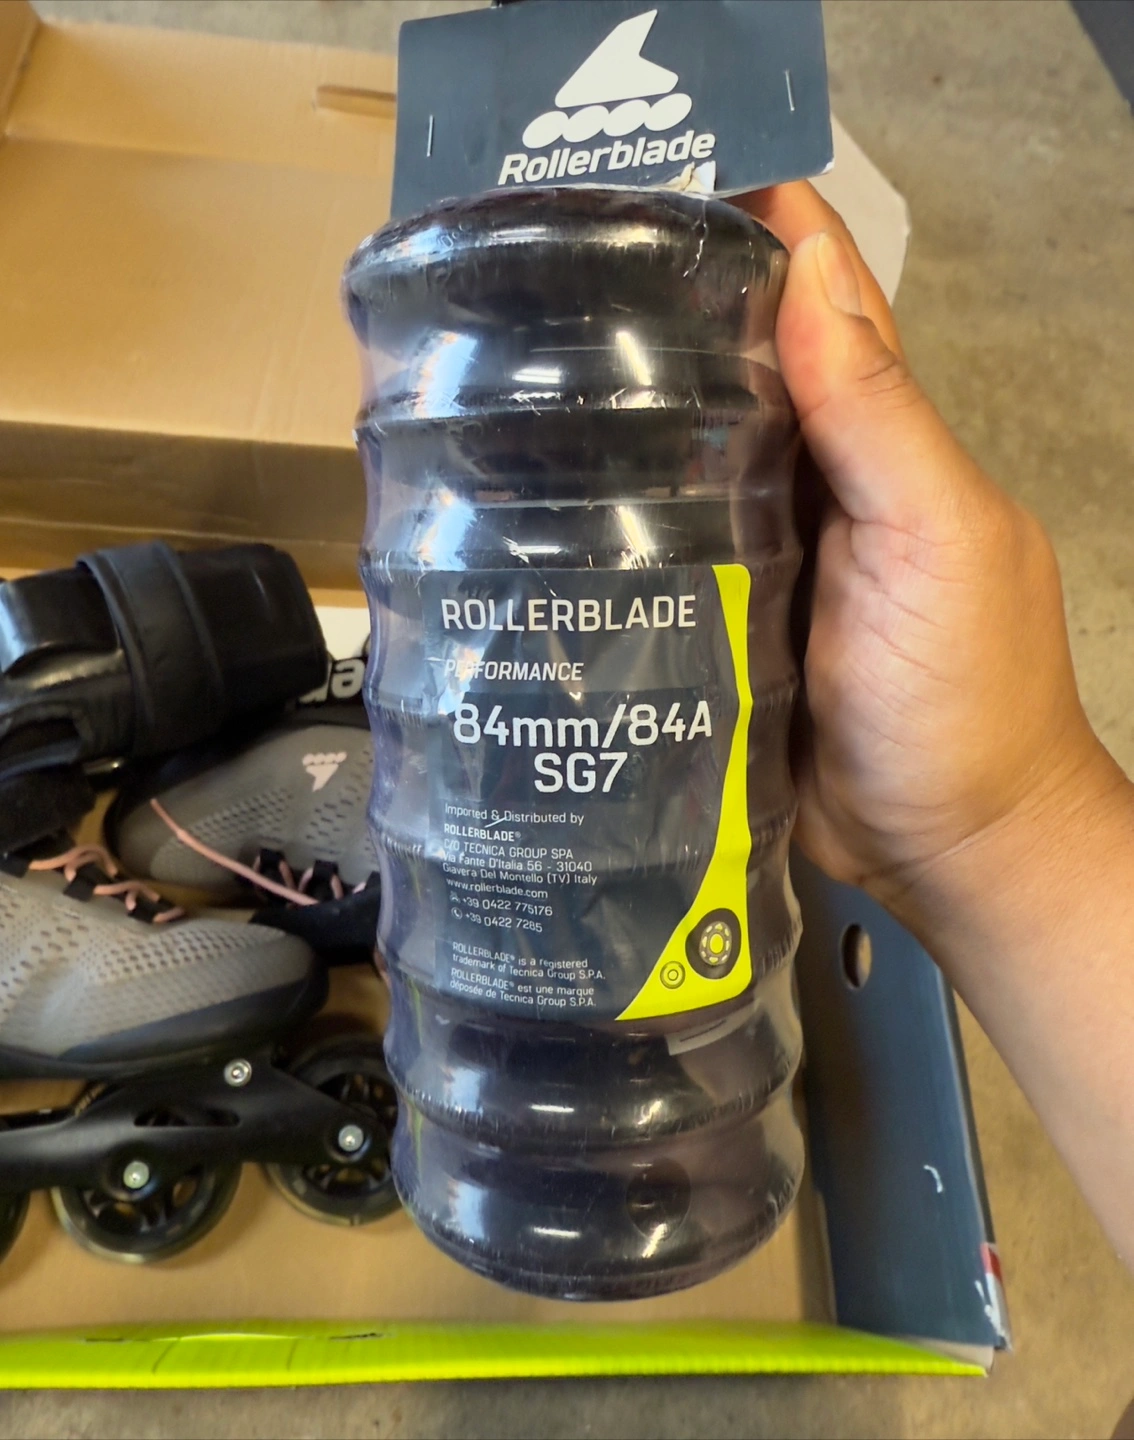 Rollerblade
ROLLERBLADE
PERFORMANCE
84mm/84A
SG7
Imported & Distributed by
ROLLERBLADE®
C/O TECNICA GROUP SPA
Via Fante D'Italia 56 - 31040
Giavera Del Montello (TV) Italy
www.rollerblade.com
+39 0422 775176
+39 0422 7285
ROLLERBLADE® is a registered
trademark of Tecnica Group S.P.A.
ROLLERBLADE® est une marque
déposée de Tecnica Group S.P.A.